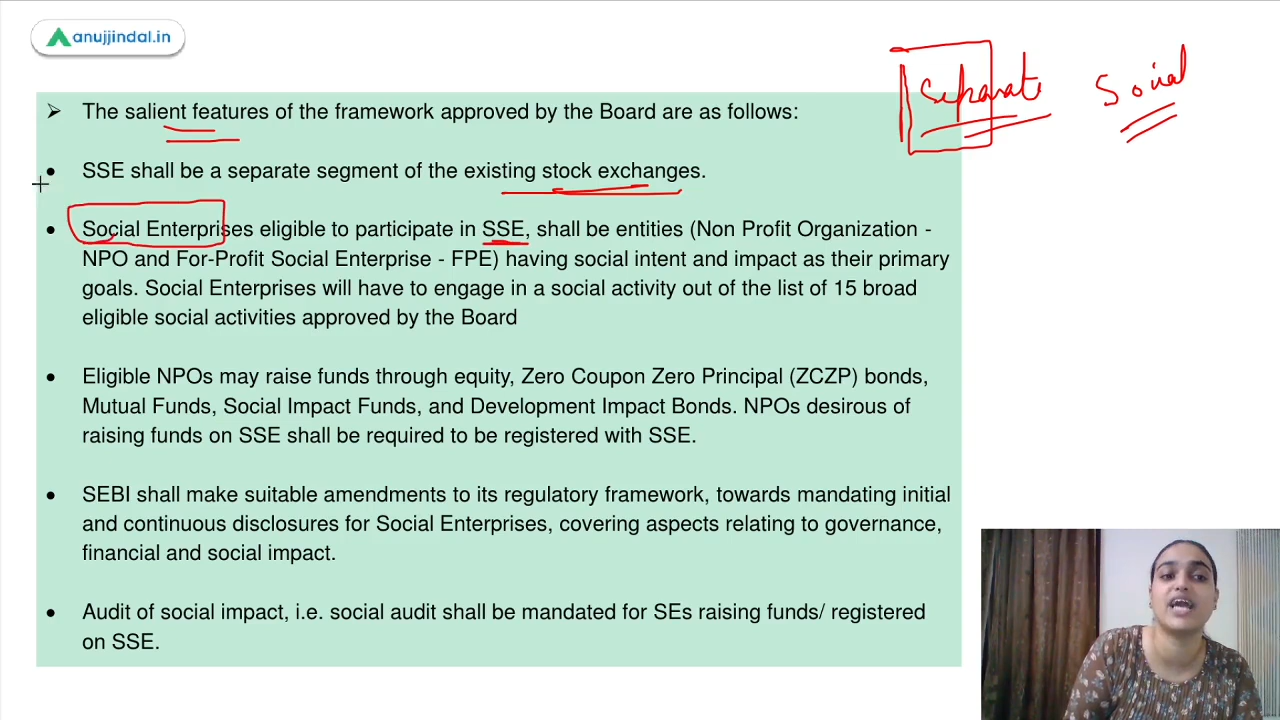 anujjindal.in
Separate Social
➢ The salient features of the framework approved by the Board are as follows:
• SSE shall be a separate segment of the existing stock exchanges.
• Social Enterprises eligible to participate in SSE, shall be entities (Non Profit Organization -
NPO and For-Profit Social Enterprise - FPE) having social intent and impact as their primary
goals. Social Enterprises will have to engage in a social activity out of the list of 15 broad
eligible social activities approved by the Board
• Eligible NPOs may raise funds through equity, Zero Coupon Zero Principal (ZCZP) bonds,
Mutual Funds, Social Impact Funds, and Development Impact Bonds. NPOs desirous of
raising funds on SSE shall be required to be registered with SSE.
• SEBI shall make suitable amendments to its regulatory framework, towards mandating initial
and continuous disclosures for Social Enterprises, covering aspects relating to governance,
financial and social impact.
• Audit of social impact, i.e. social audit shall be mandated for SEs raising funds/ registered
on SSE.